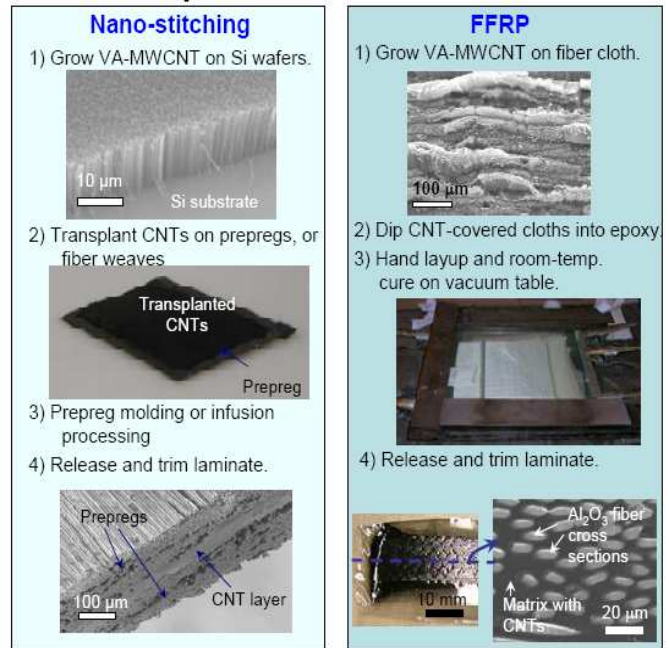 Nano-stitching
1) Grow VA-MWCNT on Si wafers.
10 μm
Si substrate
2) Transplant CNTs on prepregs, or
fiber weaves
Transplanted
CNTs
Prepreg
3) Prepreg molding or infusion
processing
4) Release and trim laminate.
Prepregs
CNT layer
100 μm
FFRP
1) Grow VA-MWCNT on fiber cloth.
100 μm
2) Dip CNT-covered cloths into epoxy.
3) Hand layup and room-temp.
cure on vacuum table.
4) Release and trim laminate.
10 mm
Al₂O₃ fiber
cross
sections
Matrix with
CNTs
20 μm